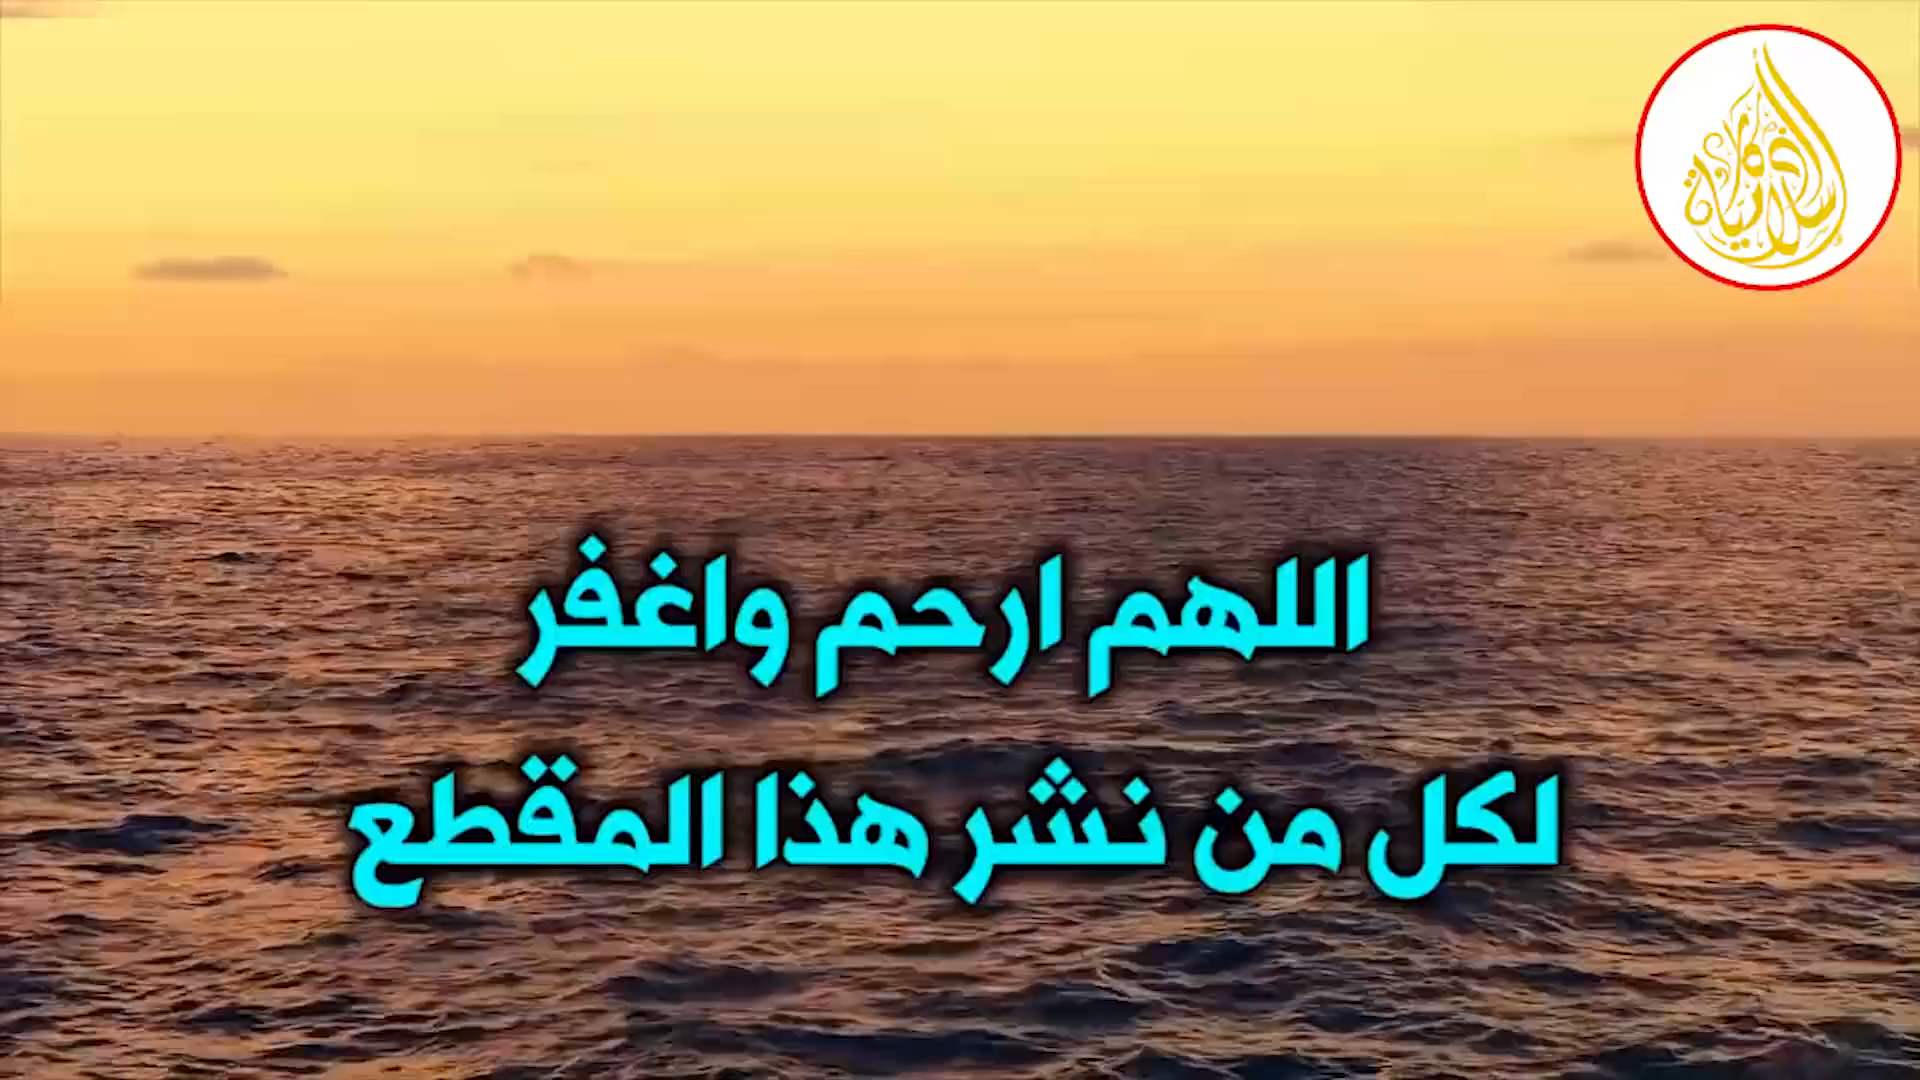 اللهم ارحم واغفر
لكل من نشر هذا المقطع